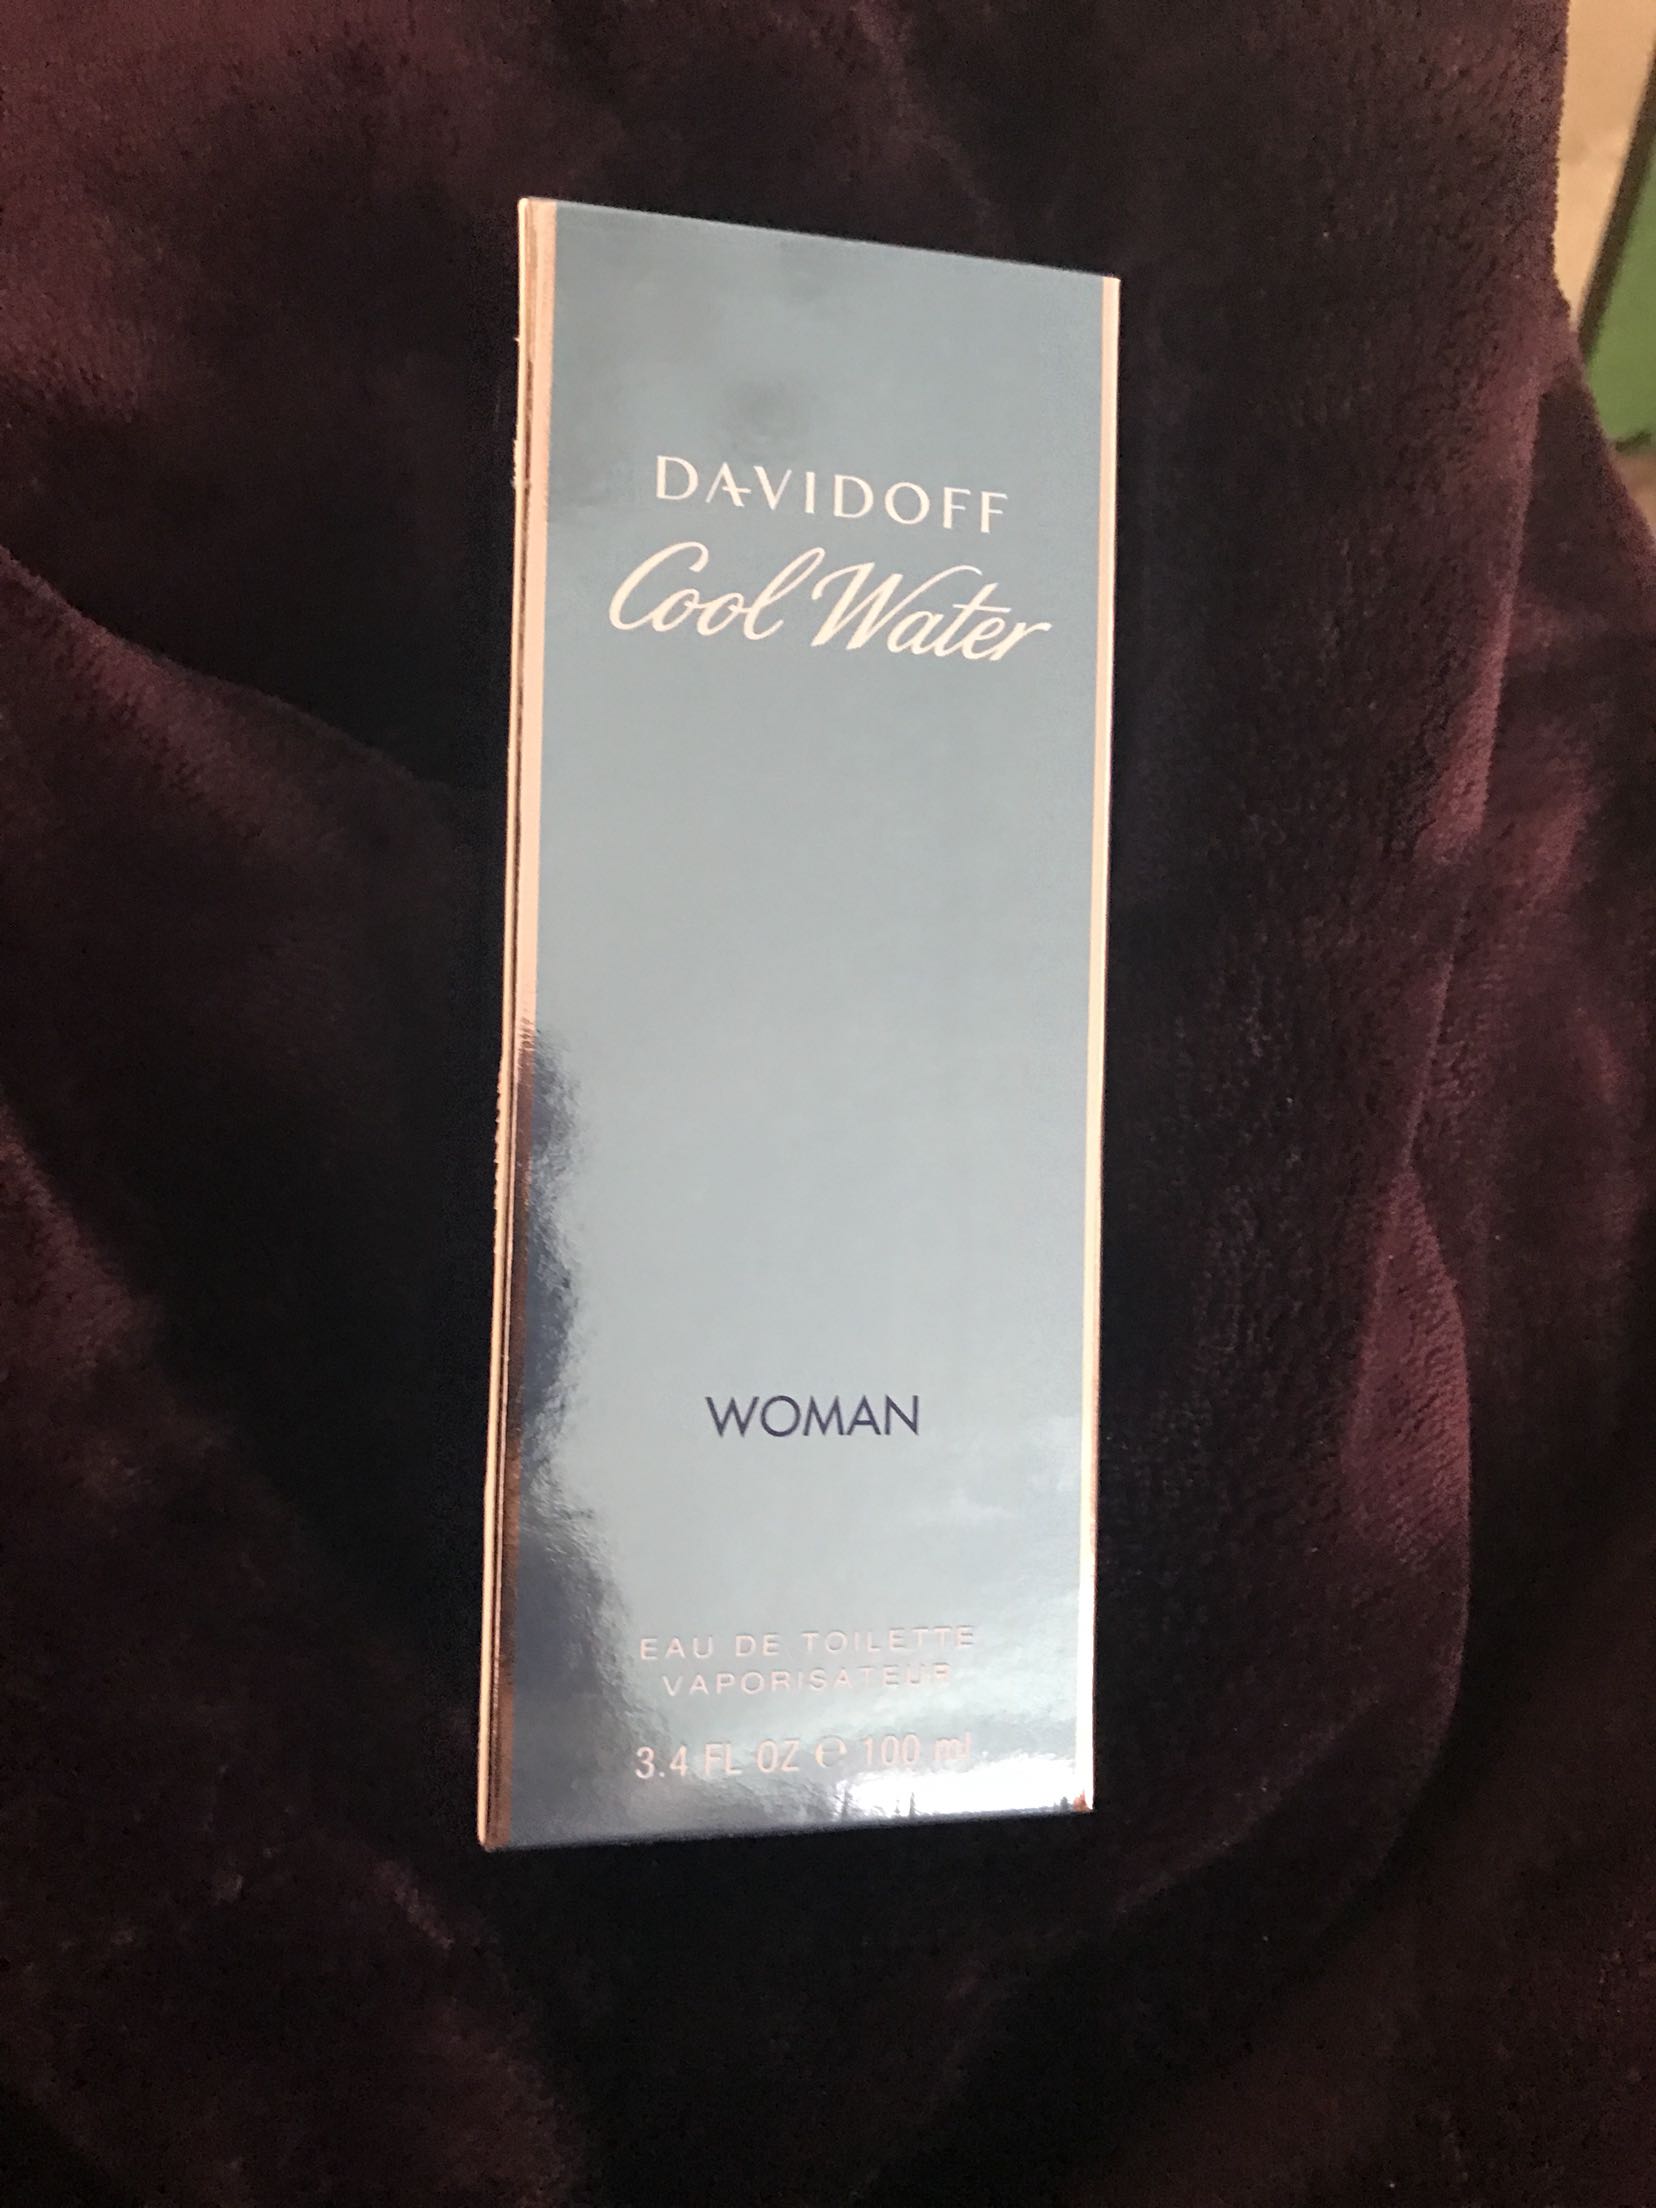 DAVIDOFF
Cool Water
WOMAN
EAU DE TOILETTE
VAPORISATEUR
3.4 FL OZ ℮ 100 ml